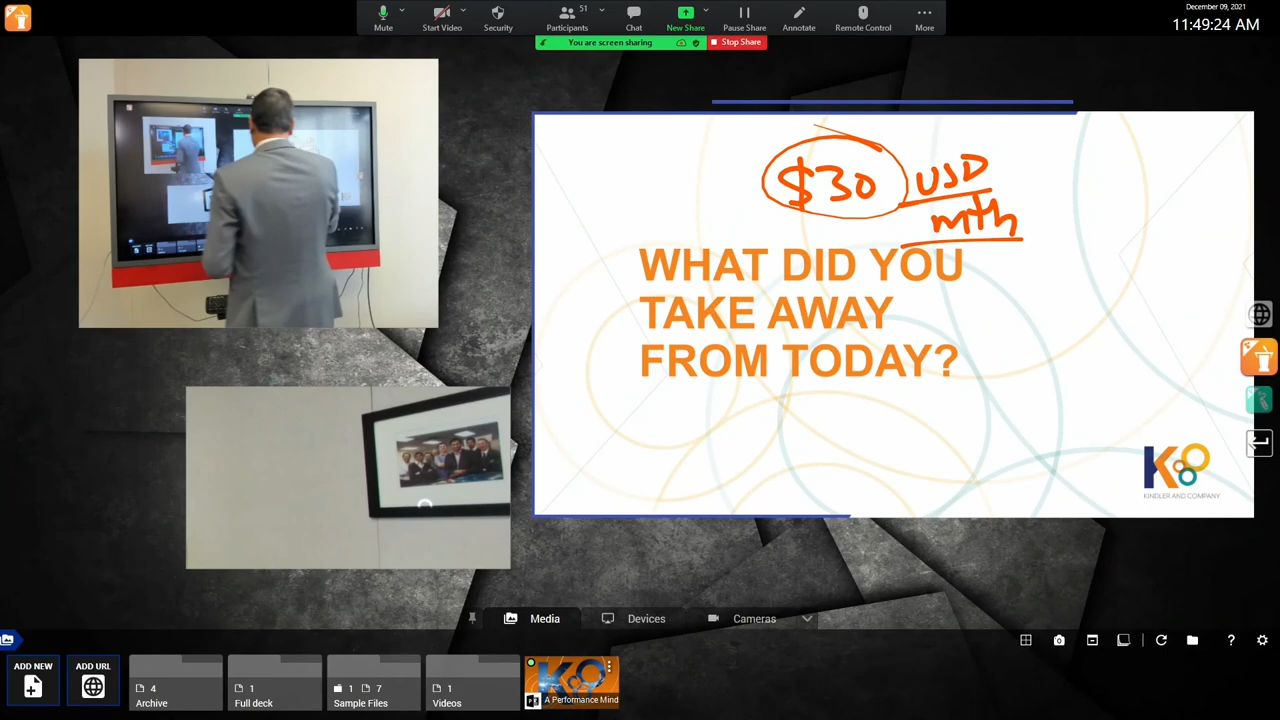 December 09, 2021
11:49:24 AM
Mute
Start Video
Security
51
Participants
Chat
New Share
Pause Share
Annotate
Remote Control
More
You are screen sharing
Stop Share
$30 USD
mth
WHAT DID YOU
TAKE AWAY
FROM TODAY?
K
KINDLER AND COMPANY
Media
Devices
Cameras
ADD NEW
ADD URL
4
Archive
1
Full deck
1 7
Sample Files
1
Videos
A Performance Mind